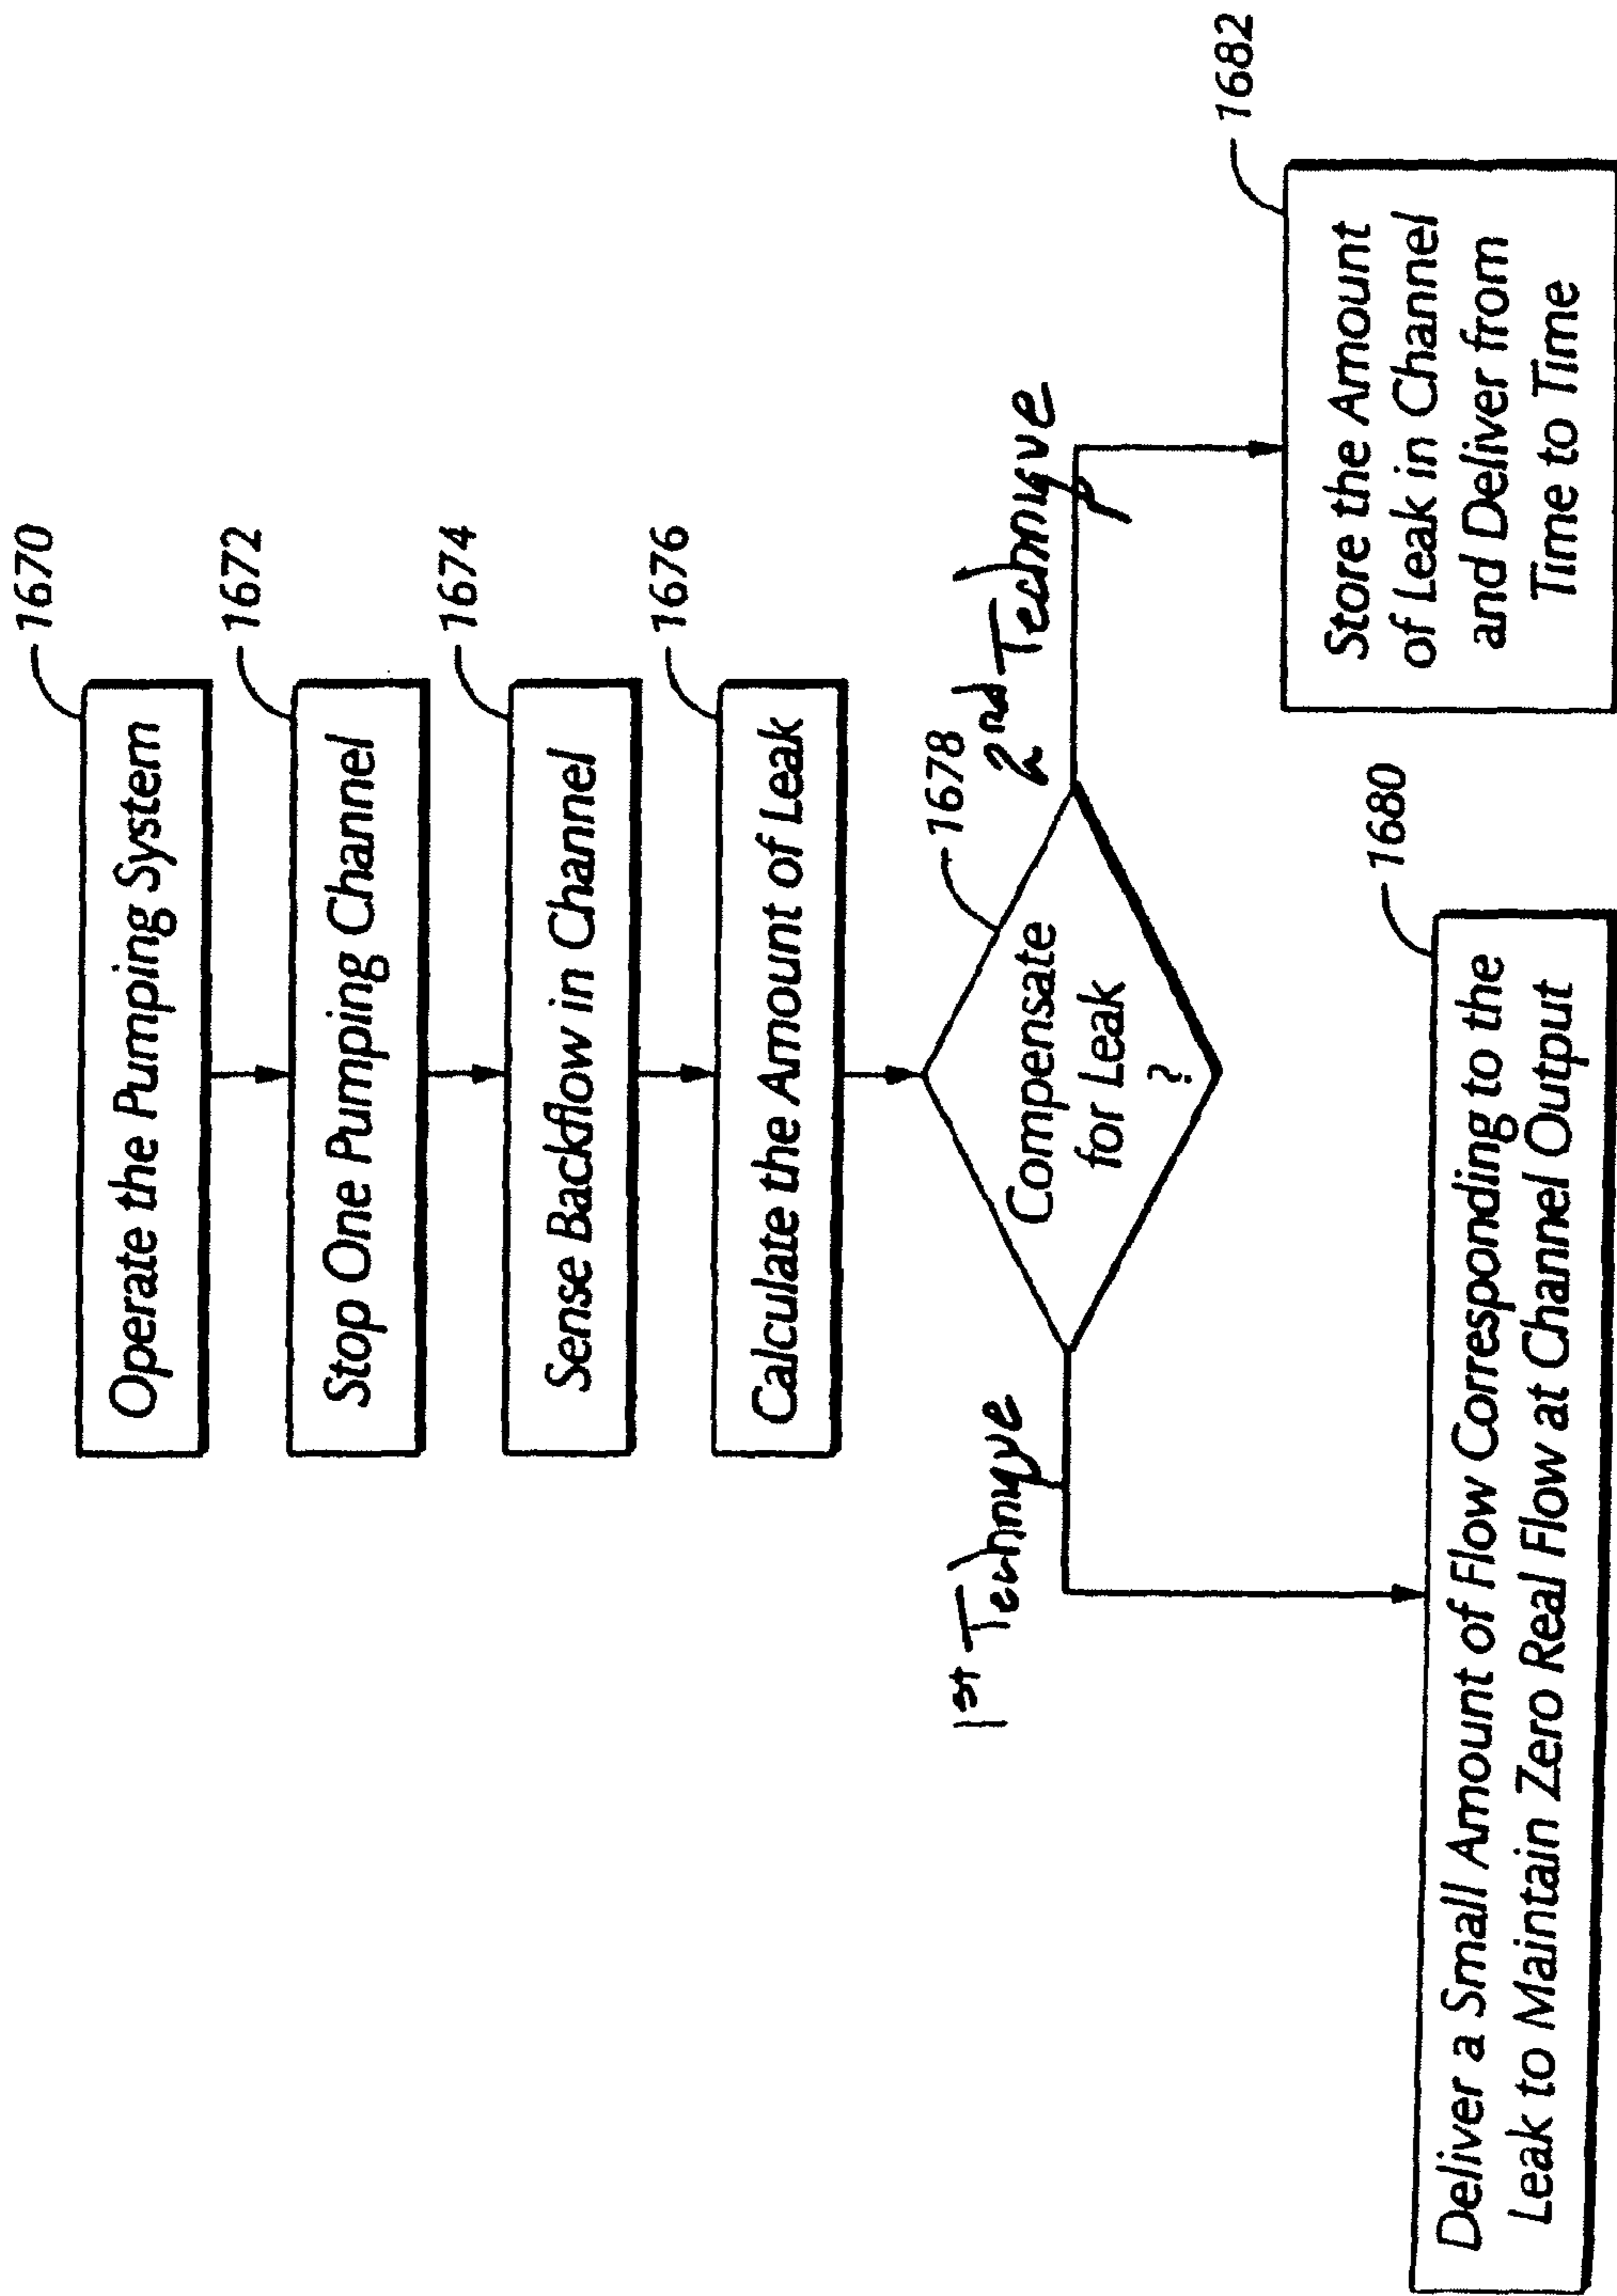 Operate the Pumping System
1670
Stop One Pumping Channel
1672
Sense Backflow in Channel
1674
Calculate the Amount of Leak
1676
Compensate
for Leak
?
1678
1st Technique
2nd Technique
Deliver a Small Amount of Flow Corresponding to the
Leak to Maintain Zero Real Flow at Channel Output
1680
Store the Amount
of Leak in Channel
and Deliver from
Time to Time
1682